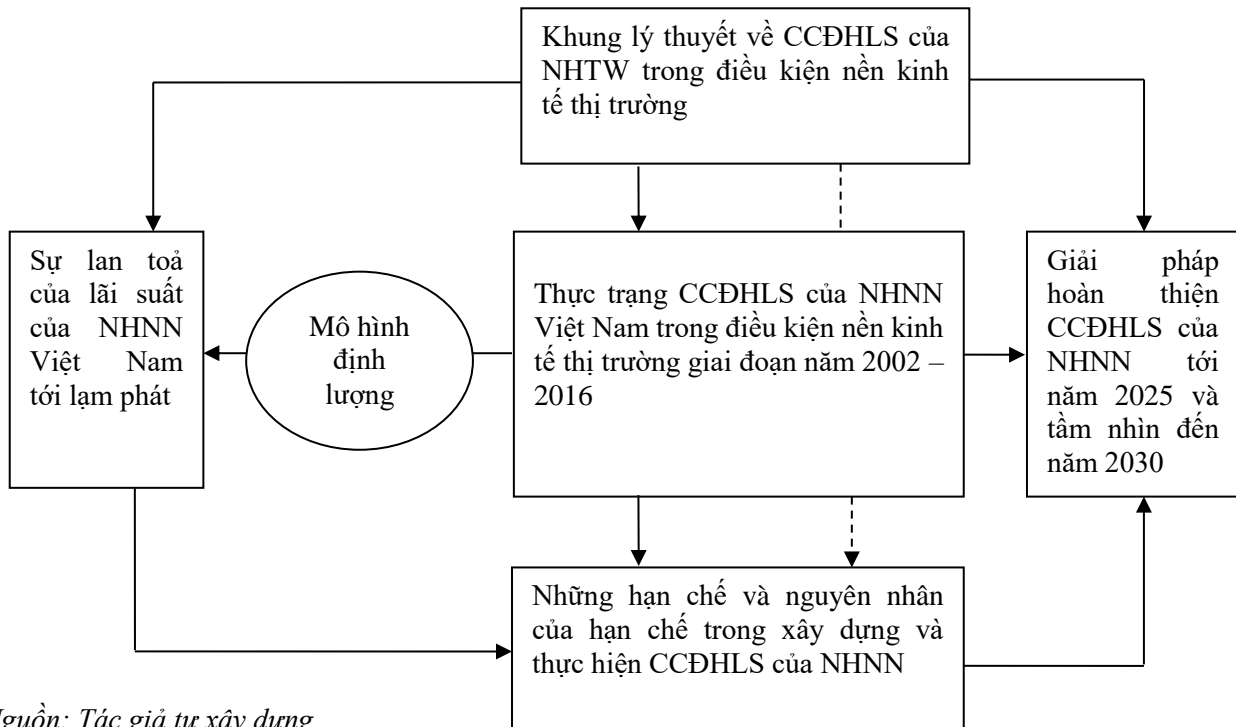 Khung lý thuyết về CCĐHLS của
NHTW trong điều kiện nền kinh
tế thị trường
Sự lan toả
của lãi suất
của NHNN
Việt Nam
tới lạm phát
Mô hình
định
lượng
Thực trạng CCĐHLS của NHNN
Việt Nam trong điều kiện nền kinh
tế thị trường giai đoạn năm 2002 –
2016
Giải pháp
hoàn thiện
CCĐHLS của
NHNN tới
năm 2025 và
tầm nhìn đến
năm 2030
Những hạn chế và nguyên nhân
của hạn chế trong xây dựng và
thực hiện CCĐHLS của NHNN
Nguồn: Tác giả tự xây dựng